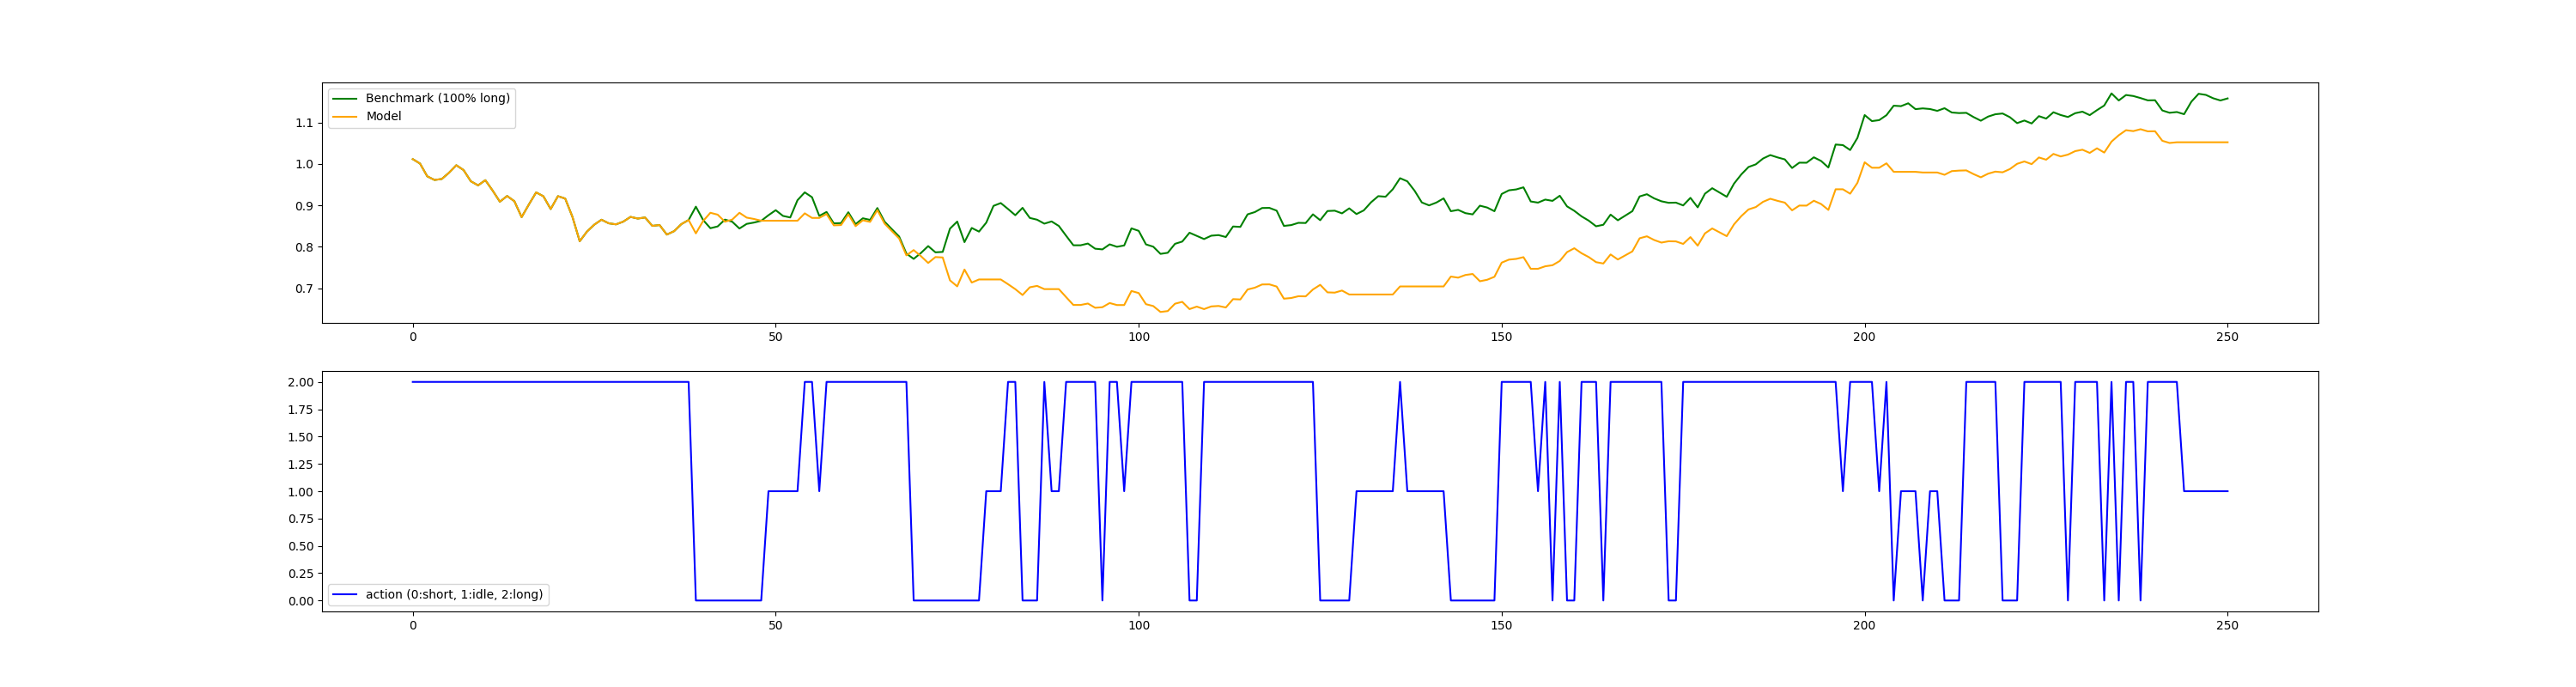 Benchmark (100% long)
Model
1.1
1.0
0.9
0.8
0.7
0 50 100 150 200 250
2.00
1.75
1.50
1.25
1.00
0.75
0.50
0.25
0.00
action (0:short, 1:idle, 2:long)
0 50 100 150 200 250